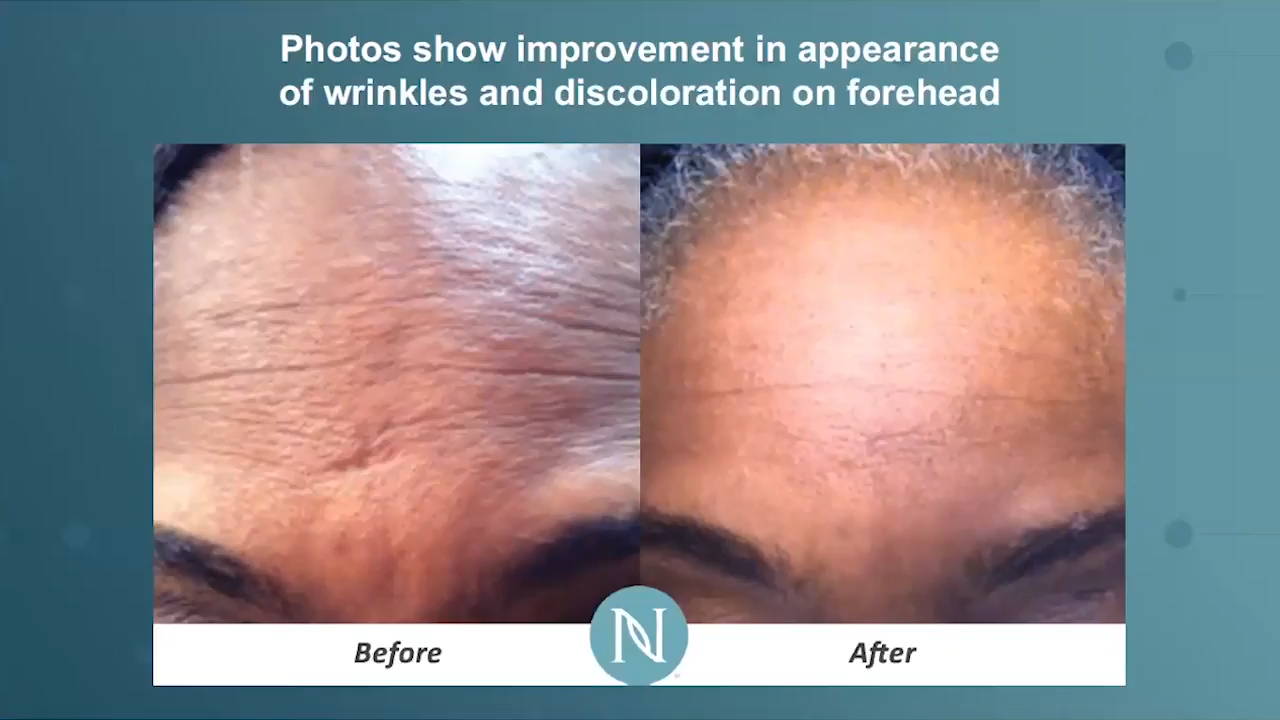 Photos show improvement in appearance
of wrinkles and discoloration on forehead
N
Before
After